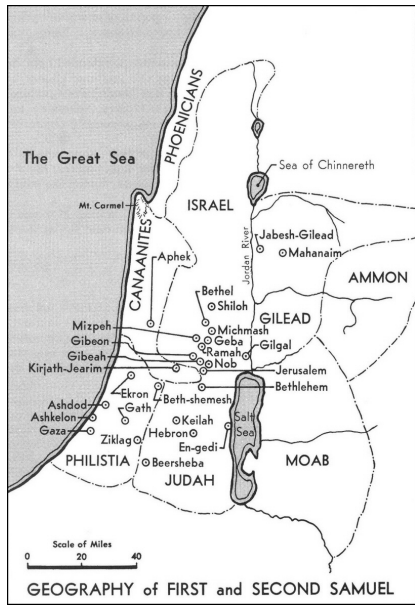 PHOENICIANS
The Great Sea
Sea of Chinnereth
Mt. Carmel
ISRAEL
CANAANITES
Jordan River
Jabesh-Gilead
Mahanaim
Aphek
AMMON
Bethel
Shiloh
GILEAD
Mizpeh
Michmash
Gibeon
Geba
Ramah
Gilgal
Gibeah
Nob
Kirjath-Jearim
Jerusalem
Bethlehem
Ekron
Beth-shemesh
Ashdod
Ashkelon
Gath
Keilah
Salt
Sea
Gaza
Hebron
Ziklag
En-gedi
PHILISTIA
Beersheba
MOAB
JUDAH
Scale of Miles
0 20 40
GEOGRAPHY of FIRST and SECOND SAMUEL